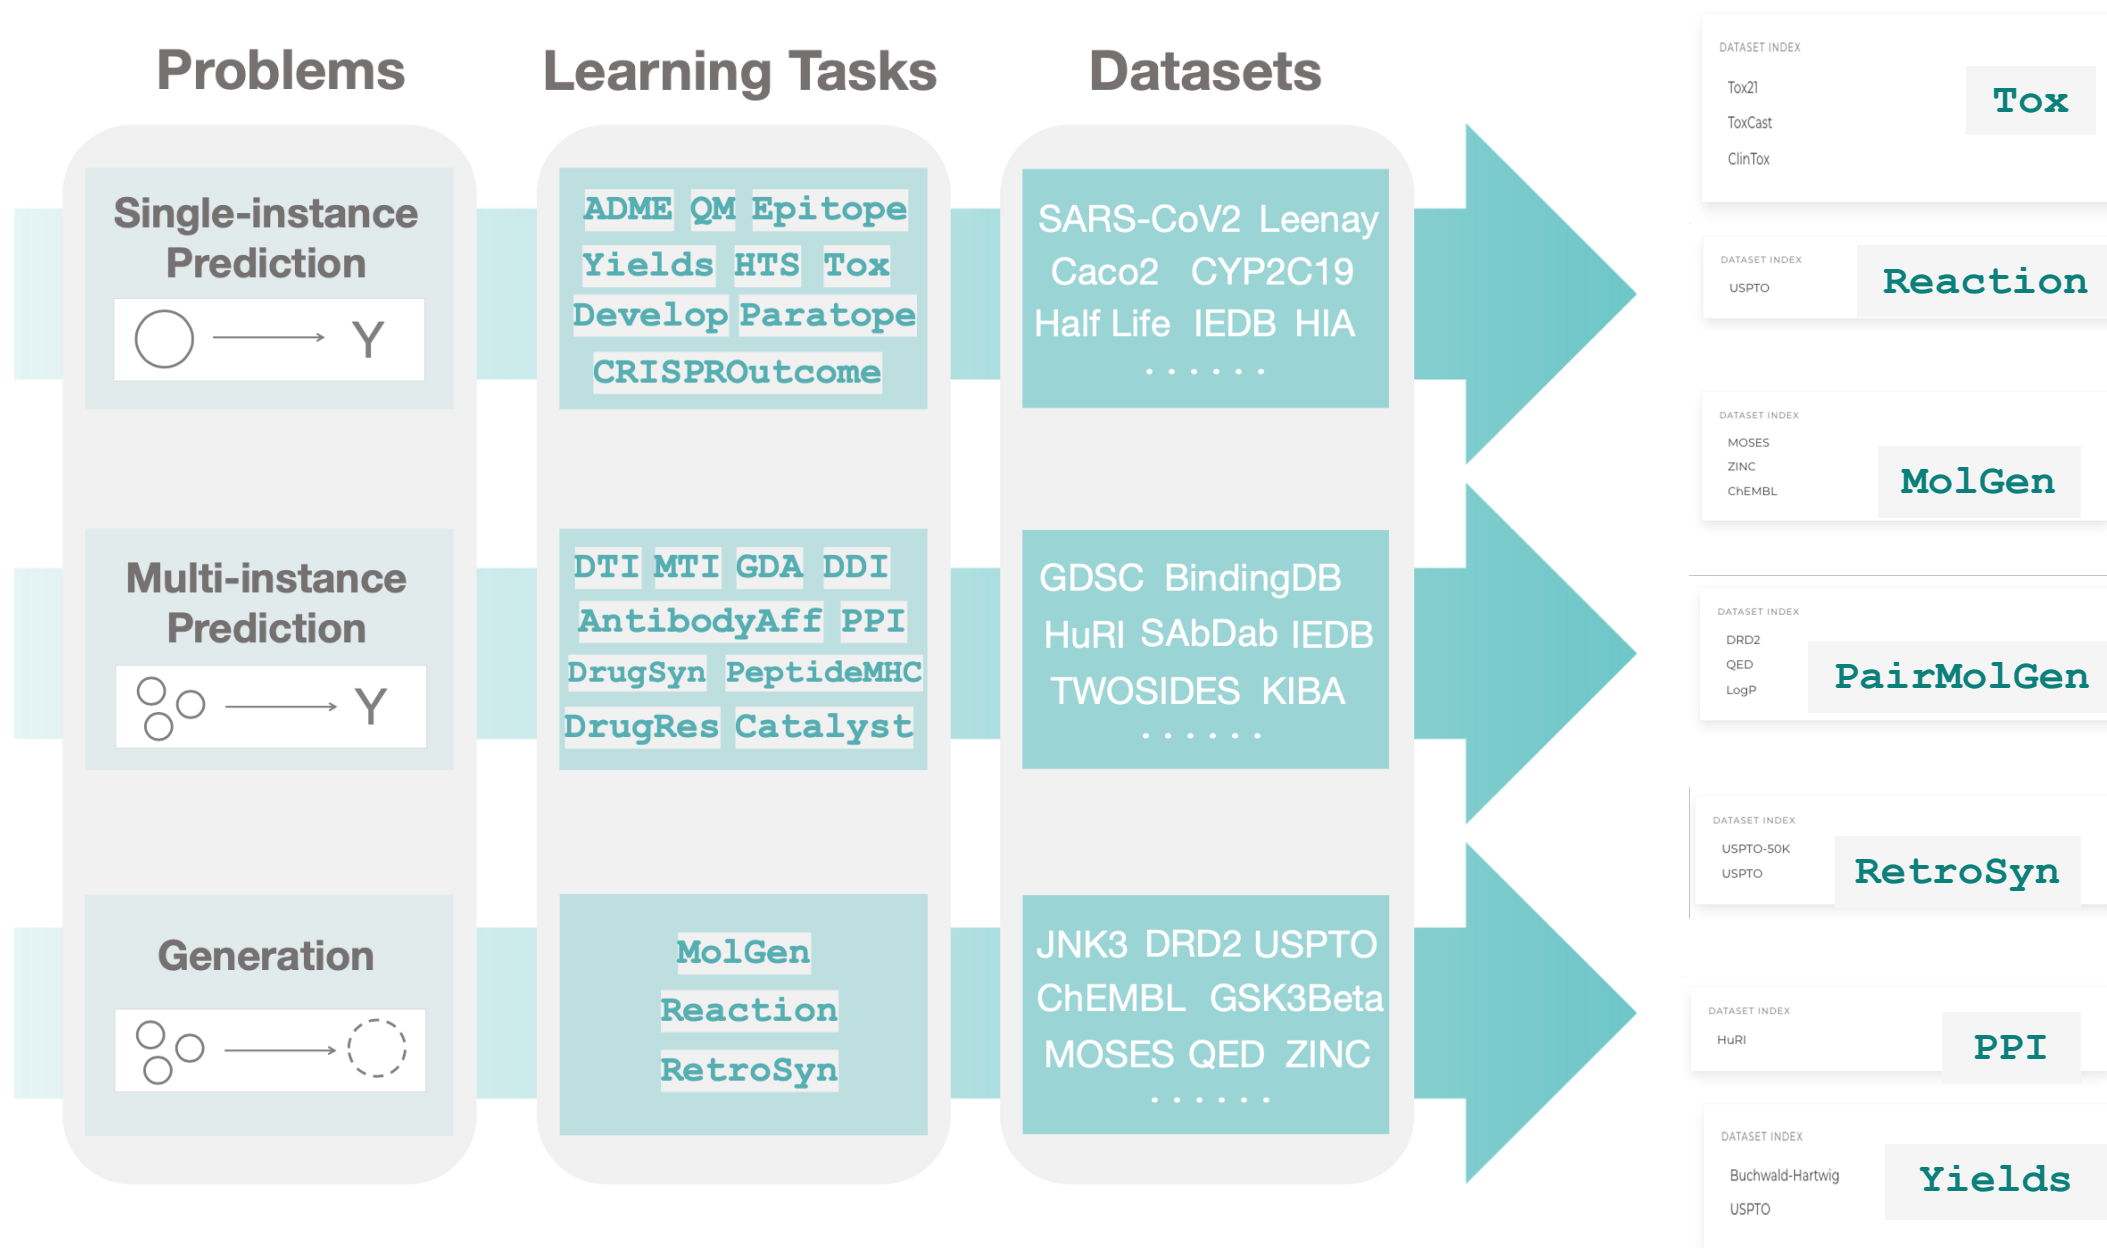 Problems
Learning Tasks
Datasets
Single-instance
Prediction
Y
ADME QM Epitope
Yields HTS Tox
Develop Paratope
CRISPROutcome
SARS-CoV2 Leenay
Caco2 CYP2C19
Half Life IEDB HIA
......
Multi-instance
Prediction
Y
DTI MTI GDA DDI
AntibodyAff PPI
DrugSyn PeptideMHC
DrugRes Catalyst
GDSC BindingDB
HuRI SAbDab IEDB
TWOSIDES KIBA
......
Generation
MolGen
Reaction
RetroSyn
JNK3 DRD2 USPTO
ChEMBL GSK3Beta
MOSES QED ZINC
......
DATASET INDEX
Tox21
ToxCast
ClinTox
Tox
DATASET INDEX
USPTO
Reaction
DATASET INDEX
MOSES
ZINC
ChEMBL
MolGen
DATASET INDEX
DRD2
QED
LogP
PairMolGen
DATASET INDEX
USPTO-50K
USPTO
RetroSyn
DATASET INDEX
HuRI
PPI
DATASET INDEX
Buchwald-Hartwig
USPTO
Yields